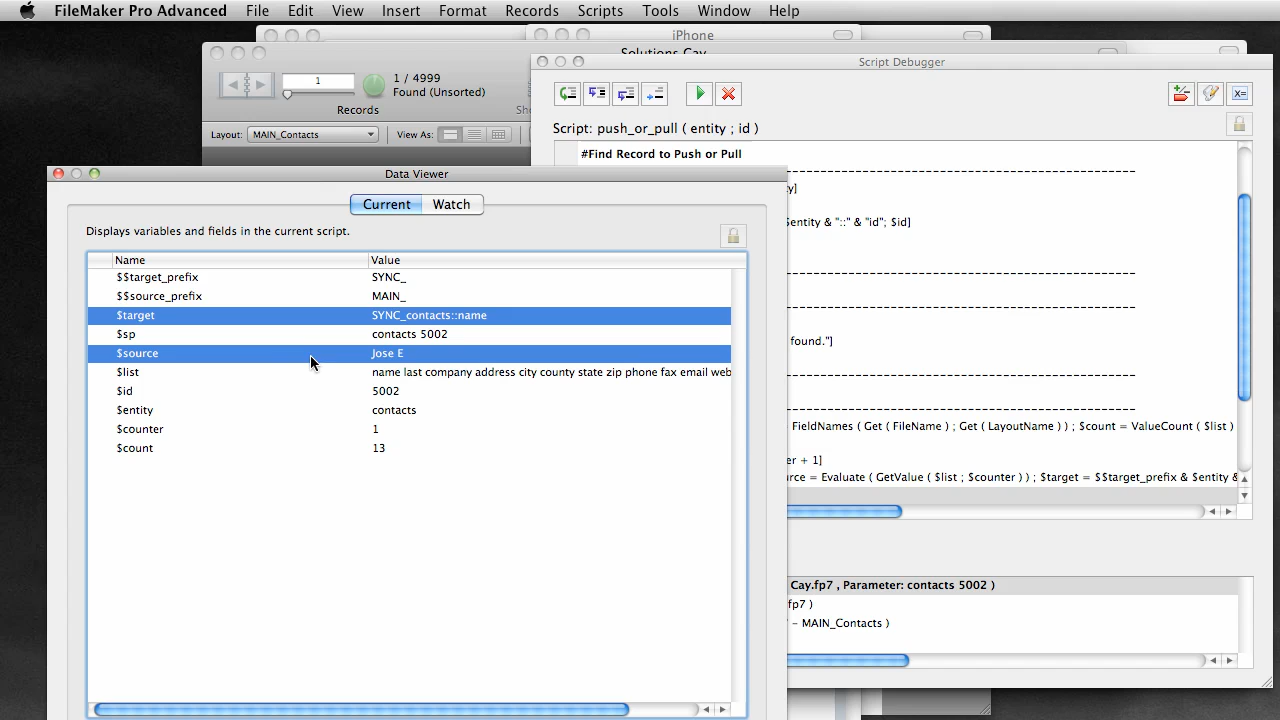 FileMaker Pro Advanced File Edit View Insert Format Records Scripts Tools Window Help
iPhone
Solutions Cay
Script Debugger
1
1 / 4999
Found (Unsorted)
Records
Layout: MAIN_Contacts View As:
Script: push_or_pull ( entity ; id )
#Find Record to Push or Pull
Data Viewer
Current Watch
Displays variables and fields in the current script.
Name Value
$$target_prefix SYNC_
$$source_prefix MAIN_
$target SYNC_contacts::name
$sp contacts 5002
$source Jose E
$list name last company address city county state zip phone fax email web
$id 5002
$entity contacts
$counter 1
$count 13
------------------------------------------
y]
$entity & "::" & "id"; $id]
------------------------------------------
------------------------------------------
found."]
------------------------------------------
------------------------------------------
FieldNames ( Get ( FileName ) ; Get ( LayoutName ) ) ; $count = ValueCount ( $list )
er + 1]
urce = Evaluate ( GetValue ( $list ; $counter ) ) ; $target = $$target_prefix & $entity &
Cay.fp7 , Parameter: contacts 5002 )
fp7 )
- MAIN_Contacts )